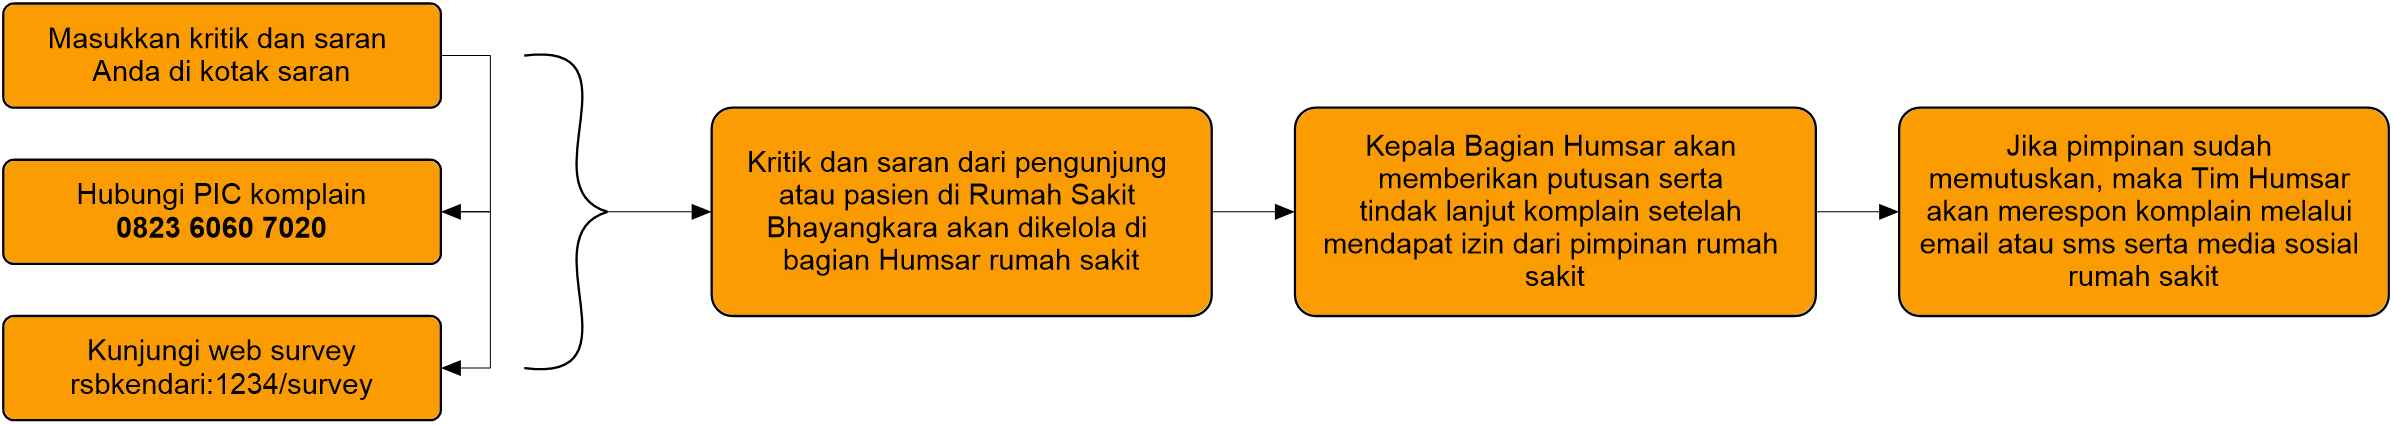 Masukkan kritik dan saran
Anda di kotak saran
Hubungi PIC komplain
0823 6060 7020
Kunjungi web survey
rsbkendari:1234/survey
Kritik dan saran dari pengunjung
atau pasien di Rumah Sakit
Bhayangkara akan dikelola di
bagian Humsar rumah sakit
Kepala Bagian Humsar akan
memberikan putusan serta
tindak lanjut komplain setelah
mendapat izin dari pimpinan rumah
sakit
Jika pimpinan sudah
memutuskan, maka Tim Humsar
akan merespon komplain melalui
email atau sms serta media sosial
rumah sakit